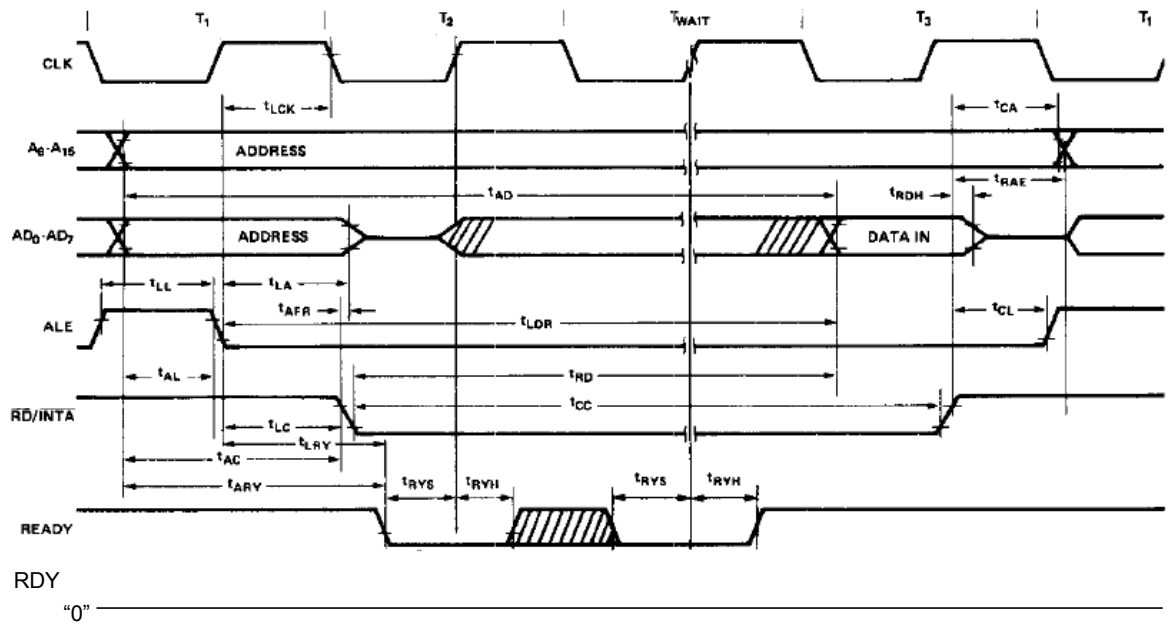 T1 T2 TWAIT T3 T1
CLK
tLCK tCA
A8-A15 ADDRESS
tAD tRDH tRAE
AD0-AD7 ADDRESS DATA IN
tLL tLA
tAFR
ALE tLDR tCL
tAL tRD
RD/INTA tCC
tLC
tLRY
tAC
tARY tRYS tRYH tRYS tRYH
READY
RDY
“0”